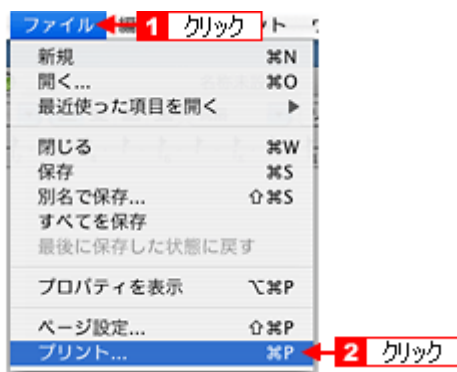 ファイル 1 クリック ント
新規 ⌘N
開く... ⌘O
最近使った項目を開く ▶
閉じる ⌘W
保存 ⌘S
別名で保存... ⇧⌘S
すべてを保存
最後に保存した状態に戻す
プロパティを表示 ⌥⌘P
ページ設定... ⇧⌘P
プリント... ⌘P 2 クリック